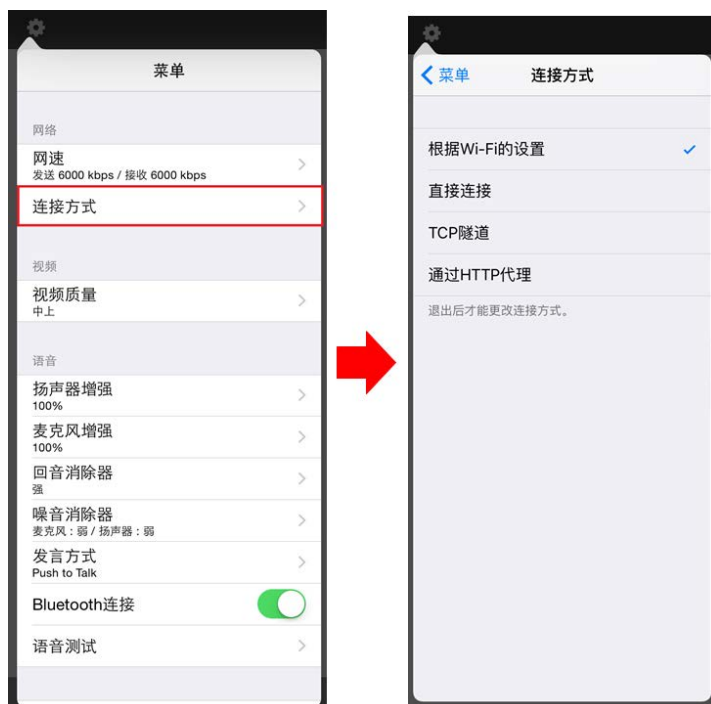 菜单
网络
网速
发送 6000 kbps / 接收 6000 kbps
连接方式
视频
视频质量
中上
语音
扬声器增强
100%
麦克风增强
100%
回音消除器
强
噪音消除器
麦克风：弱 / 扬声器：弱
发言方式
Push to Talk
Bluetooth连接
语音测试
菜单 连接方式
根据Wi-Fi的设置
直接连接
TCP隧道
通过HTTP代理
退出后才能更改连接方式。